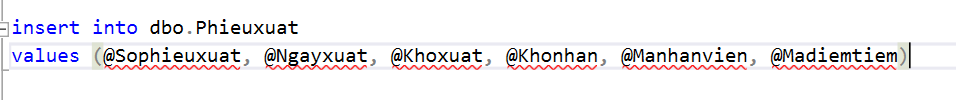 insert into dbo.Phieuxuat
values (@Sophieuxuat, @Ngayxuat, @Khoxuat, @Khonhan, @Manhanvien, @Madiemtiem)